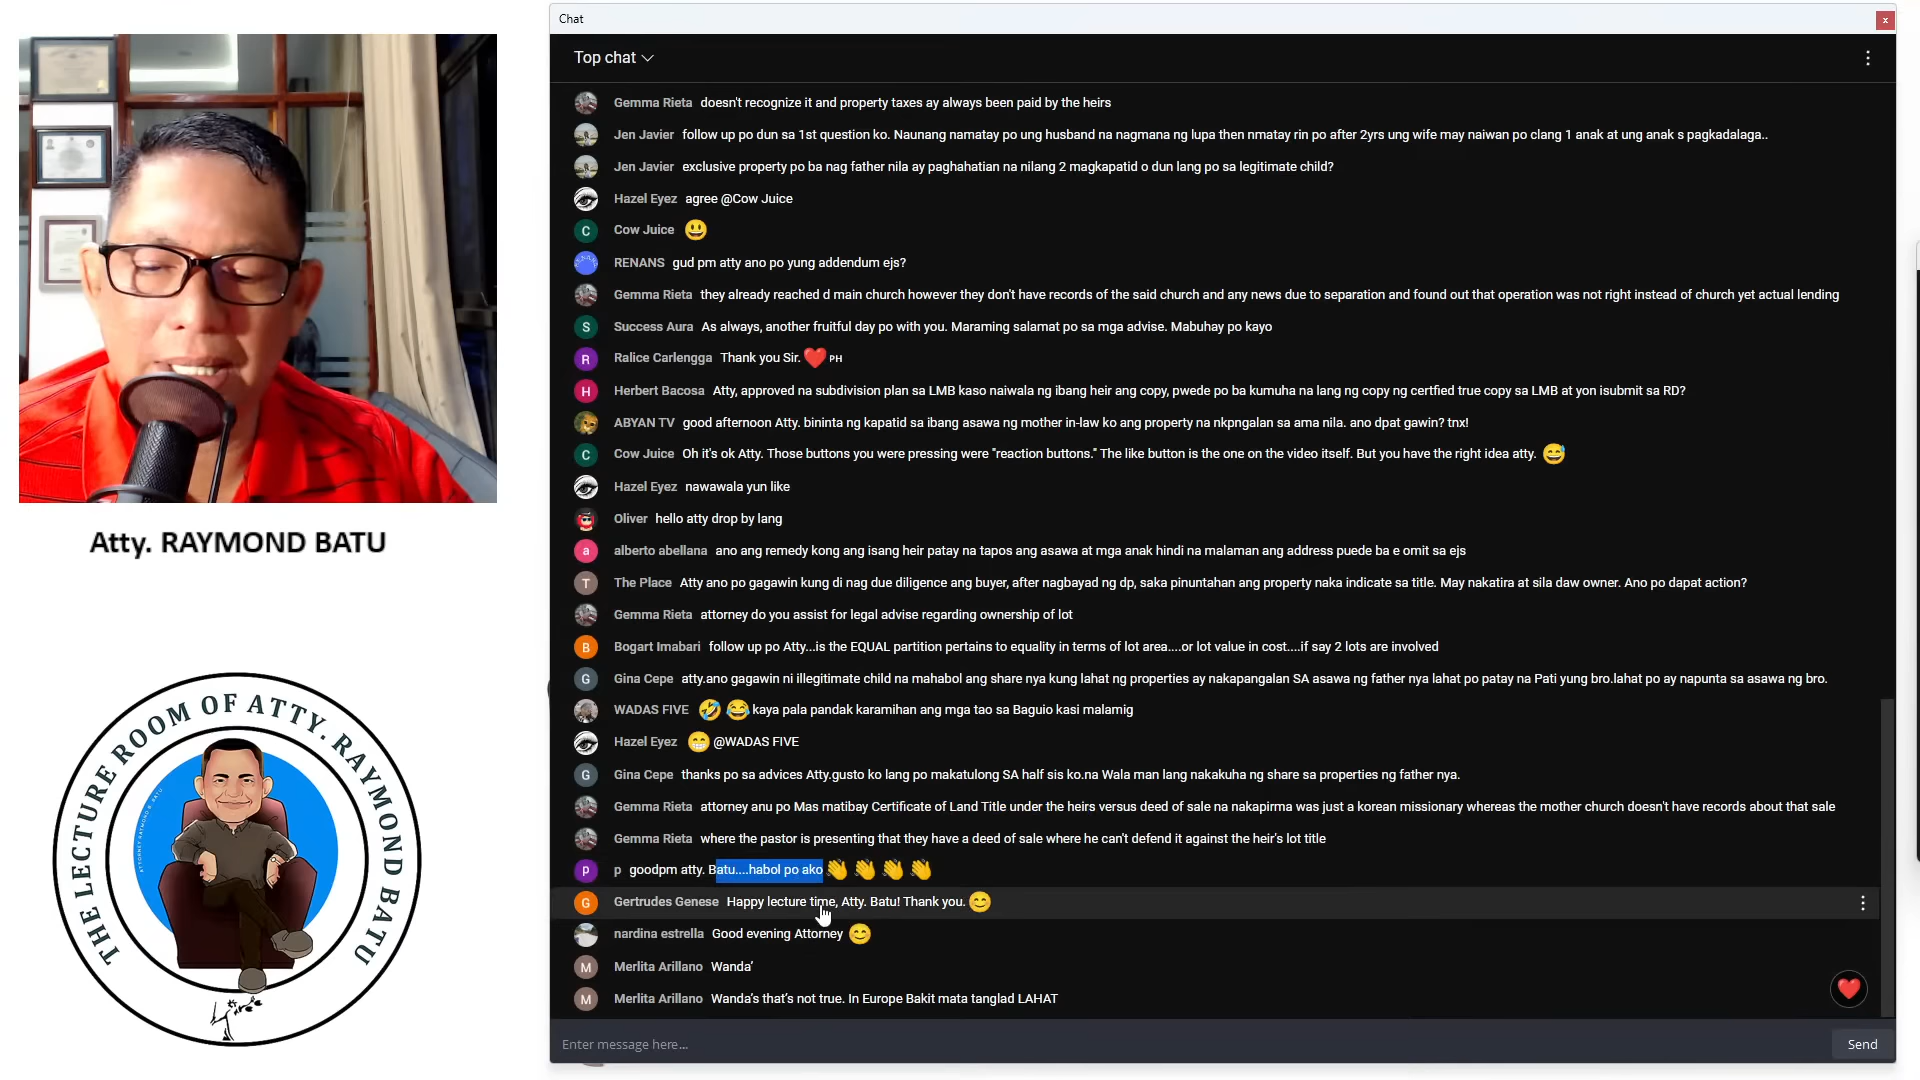 Chat
x
Top chat
Gemma Rieta doesn't recognize it and property taxes ay always been paid by the heirs
Jen Javier follow up po dun sa 1st question ko. Naunang namatay po ung husband na nagmana ng lupa then nmatay rin po after 2yrs ung wife may naiwan po clang 1 anak at ung anak s pagkadalaga..
Jen Javier exclusive property po ba nag father nila ay paghahatian na nilang 2 magkapatid o dun lang po sa legitimate child?
Hazel Eyez agree @Cow Juice
C Cow Juice 😃
RENANS gud pm atty ano po yung addendum ejs?
Gemma Rieta they already reached d main church however they don't have records of the said church and any news due to separation and found out that operation was not right instead of church yet actual lending
S Success Aura As always, another fruitful day po with you. Maraming salamat po sa mga advise. Mabuhay po kayo
R Ralice Carlengga Thank you Sir. ❤️ PH
H Herbert Bacosa Atty, approved na subdivision plan sa LMB kaso naiwala ng ibang heir ang copy, pwede po ba kumuha na lang ng copy ng certfied true copy sa LMB at yon isubmit sa RD?
ABYAN TV good afternoon Atty. bininta ng kapatid sa ibang asawa ng mother in-law ko ang property na nkpngalan sa ama nila. ano dpat gawin? tnx!
C Cow Juice Oh it's ok Atty. Those buttons you were pressing were "reaction buttons." The like button is the one on the video itself. But you have the right idea atty. 😅
Hazel Eyez nawawala yun like
Oliver hello atty drop by lang
a alberto abellana ano ang remedy kong ang isang heir patay na tapos ang asawa at mga anak hindi na malaman ang address puede ba e omit sa ejs
T The Place Atty ano po gagawin kung di nag due diligence ang buyer, after nagbayad ng dp, saka pinuntahan ang property naka indicate sa title. May nakatira at sila daw owner. Ano po dapat action?
Gemma Rieta attorney do you assist for legal advise regarding ownership of lot
B Bogart Imabari follow up po Atty...is the EQUAL partition pertains to equality in terms of lot area....or lot value in cost....if say 2 lots are involved
G Gina Cepe atty.ano gagawin ni illegitimate child na mahabol ang share nya kung lahat ng properties ay nakapangalan SA asawa ng father nya lahat po patay na Pati yung bro.lahat po ay napunta sa asawa ng bro.
WADAS FIVE 🤣 😂 kaya pala pandak karamihan ang mga tao sa Baguio kasi malamig
Hazel Eyez 😁 @WADAS FIVE
G Gina Cepe thanks po sa advices Atty.gusto ko lang po makatulong SA half sis ko.na Wala man lang nakakuha ng share sa properties ng father nya.
Gemma Rieta attorney anu po Mas matibay Certificate of Land Title under the heirs versus deed of sale na nakapirma was just a korean missionary whereas the mother church doesn't have records about that sale
Gemma Rieta where the pastor is presenting that they have a deed of sale where he can't defend it against the heir's lot title
p p goodpm atty. Batu....habol po ako 👋 👋 👋 👋
G Gertrudes Genese Happy lecture time, Atty. Batu! Thank you. 😊
nardina estrella Good evening Attorney 😊
M Merlita Arillano Wanda’
M Merlita Arillano Wanda’s that’s not true. In Europe Bakit mata tanglad LAHAT
Enter message here...
Send
Atty. RAYMOND BATU
THE LECTURE ROOM OF ATTY. RAYMOND BATU